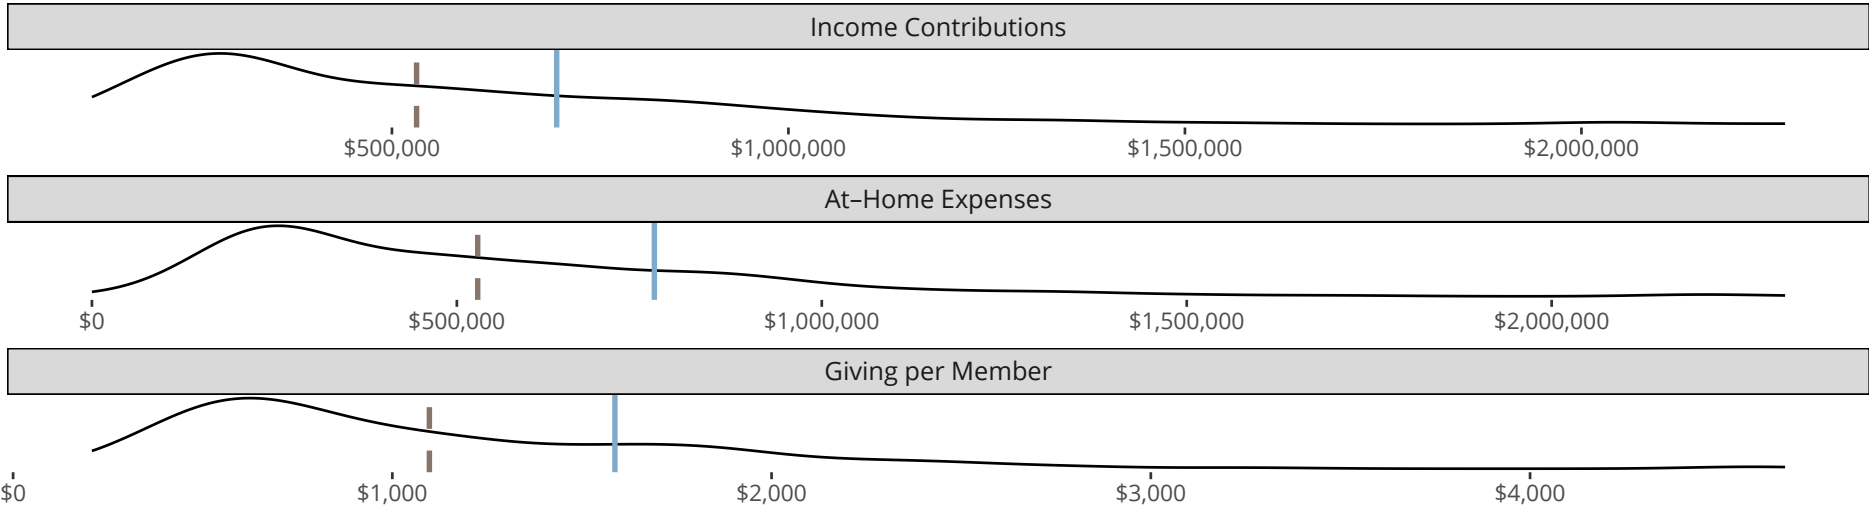 Income Contributions
$500,000 $1,000,000 $1,500,000 $2,000,000
At–Home Expenses
$0 $500,000 $1,000,000 $1,500,000 $2,000,000
Giving per Member
$0 $1,000 $2,000 $3,000 $4,000